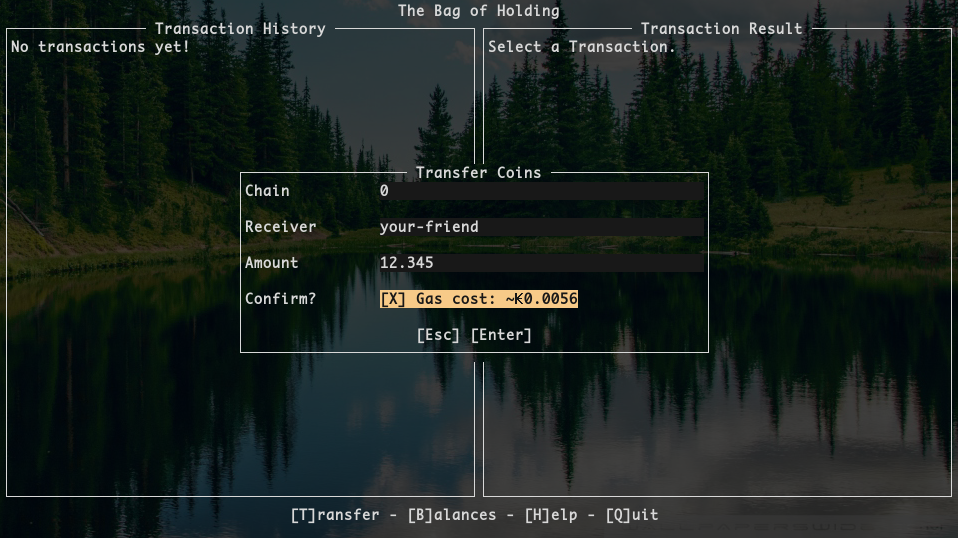 The Bag of Holding
Transaction History
Transaction Result
No transactions yet!
Select a Transaction.
Transfer Coins
Chain 0
Receiver your-friend
Amount 12.345
Confirm? [X] Gas cost: ~₭0.0056
[Esc] [Enter]
[T]ransfer - [B]alances - [H]elp - [Q]uit